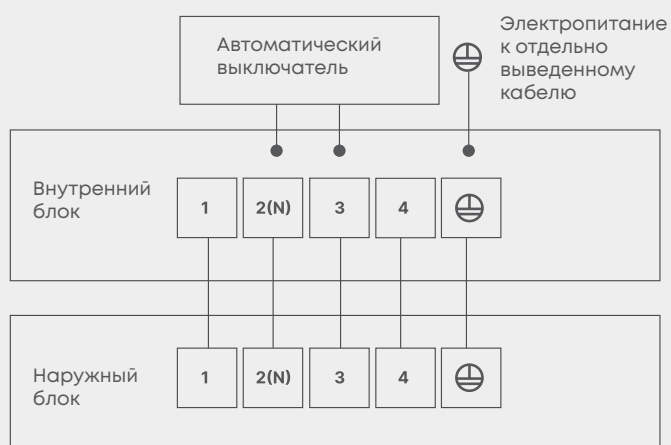 Автоматический
выключатель
Электропитание
к отдельно
выведенному
кабелю
Внутренний
блок
1 2(N) 3 4
Наружный
блок
1 2(N) 3 4